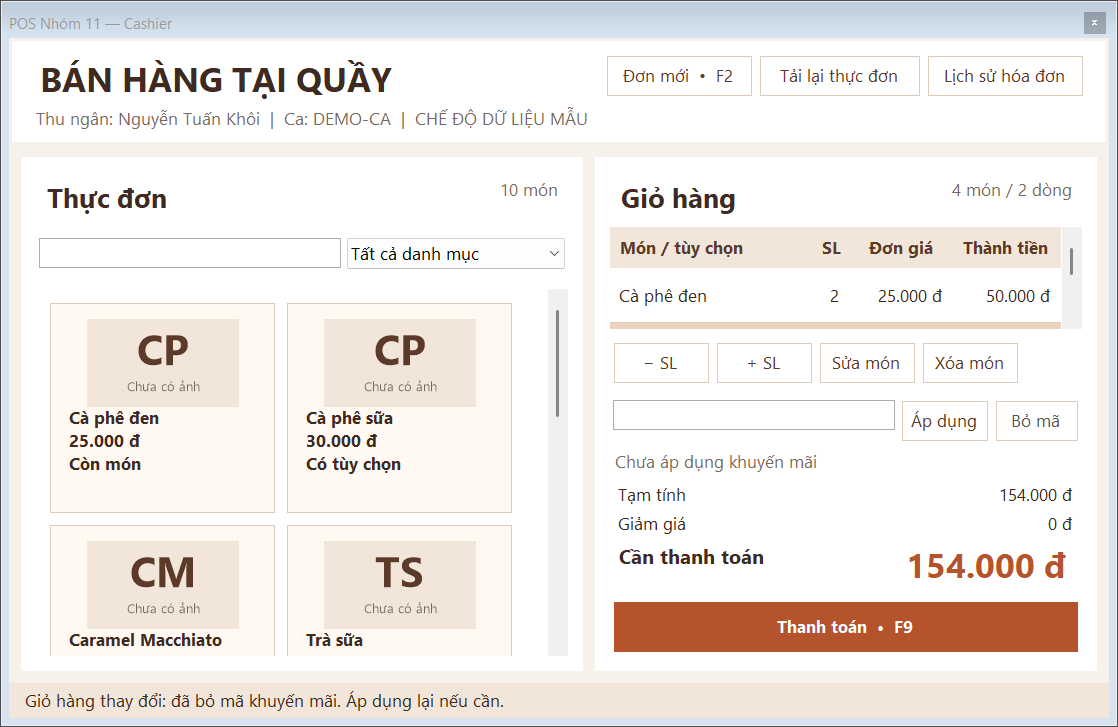 POS Nhóm 11 — Cashier
x
BÁN HÀNG TẠI QUẦY
Đơn mới • F2
Tải lại thực đơn
Lịch sử hóa đơn
Thu ngân: Nguyễn Tuấn Khôi | Ca: DEMO-CA | CHẾ ĐỘ DỮ LIỆU MẪU
Thực đơn
10 món
Tất cả danh mục
CP
Chưa có ảnh
Cà phê đen
25.000 đ
Còn món
CP
Chưa có ảnh
Cà phê sữa
30.000 đ
Có tùy chọn
CM
Chưa có ảnh
Caramel Macchiato
TS
Chưa có ảnh
Trà sữa
Giỏ hàng
4 món / 2 dòng
Món / tùy chọn SL Đơn giá Thành tiền
Cà phê đen 2 25.000 đ 50.000 đ
− SL
+ SL
Sửa món
Xóa món
Áp dụng
Bỏ mã
Chưa áp dụng khuyến mãi
Tạm tính 154.000 đ
Giảm giá 0 đ
Cần thanh toán 154.000 đ
Thanh toán • F9
Giỏ hàng thay đổi: đã bỏ mã khuyến mãi. Áp dụng lại nếu cần.